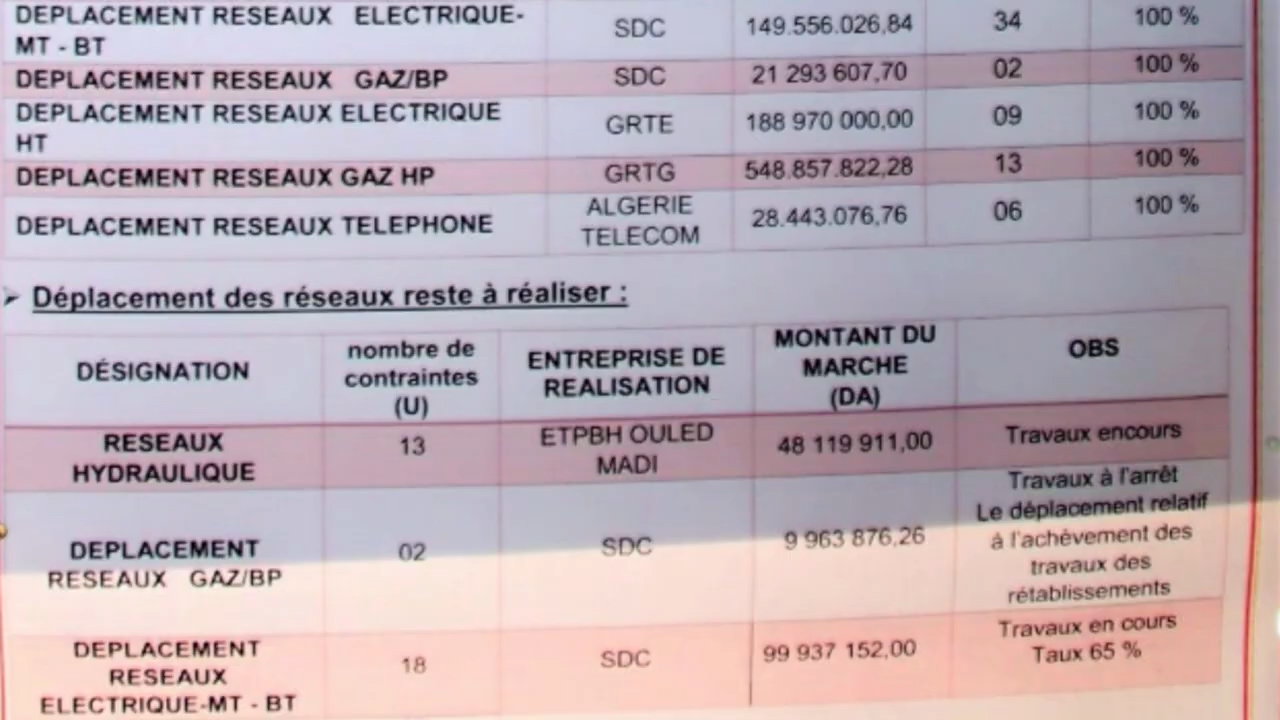 DEPLACEMENT RESEAUX ELECTRIQUE-
MT - BT
SDC
149.556.026,84
34
100 %
DEPLACEMENT RESEAUX GAZ/BP
SDC
21 293 607,70
02
100 %
DEPLACEMENT RESEAUX ELECTRIQUE
HT
GRTE
188 970 000,00
09
100 %
DEPLACEMENT RESEAUX GAZ HP
GRTG
548.857.822,28
13
100 %
DEPLACEMENT RESEAUX TELEPHONE
ALGERIE
TELECOM
28.443.076,76
06
100 %
➢ Déplacement des réseaux reste à réaliser :
DÉSIGNATION
nombre de
contraintes
(U)
ENTREPRISE DE
REALISATION
MONTANT DU
MARCHE
(DA)
OBS
RESEAUX
HYDRAULIQUE
13
ETPBH OULED
MADI
48 119 911,00
Travaux encours
DEPLACEMENT
RESEAUX GAZ/BP
02
SDC
9 963 876,26
Travaux à l'arrêt
Le déplacement relatif
à l'achèvement des
travaux des
rétablissements
DEPLACEMENT
RESEAUX
ELECTRIQUE-MT - BT
18
SDC
99 937 152,00
Travaux en cours
Taux 65 %